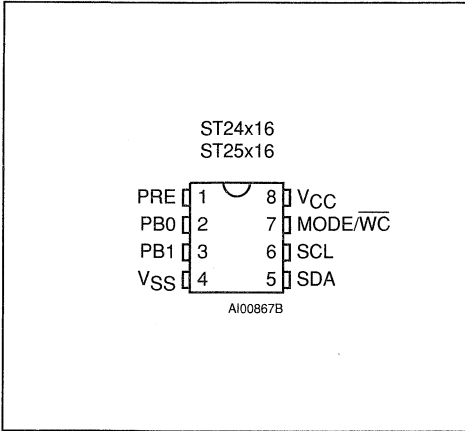 ST24x16
ST25x16
PRE 1 8 VCC
PB0 2 7 MODE/W̅C̅
PB1 3 6 SCL
VSS 4 5 SDA
AI00867B